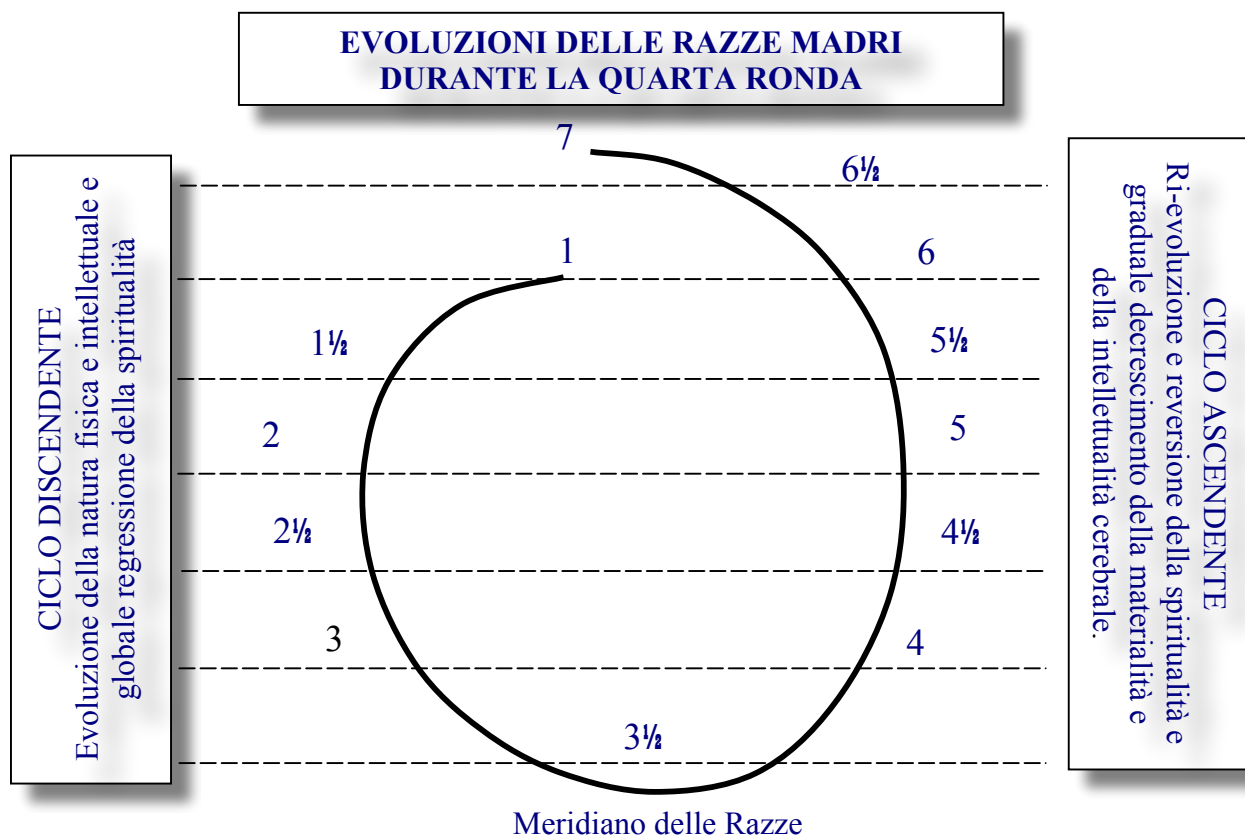 EVOLUZIONI DELLE RAZZE MADRI
DURANTE LA QUARTA RONDA
CICLO DISCENDENTE
Evoluzione della natura fisica e intellettuale e
globale regressione della spiritualità
7
6½
1
6
1½
5½
2
5
2½
4½
3
4
3½
Meridiano delle Razze
CICLO ASCENDENTE
Ri-evoluzione e reversione della spiritualità e
graduale decrescimento della materialità e
della intellettualità cerebrale.